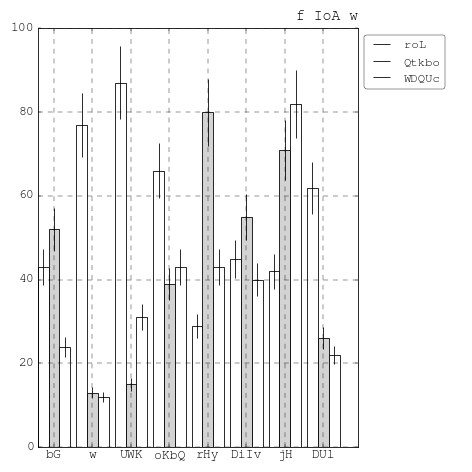 f IoA w
100
80
60
40
20
0
bG w UWK oKbQ rHy DiIv jH DUl
roL
Qtkbo
WDQUc